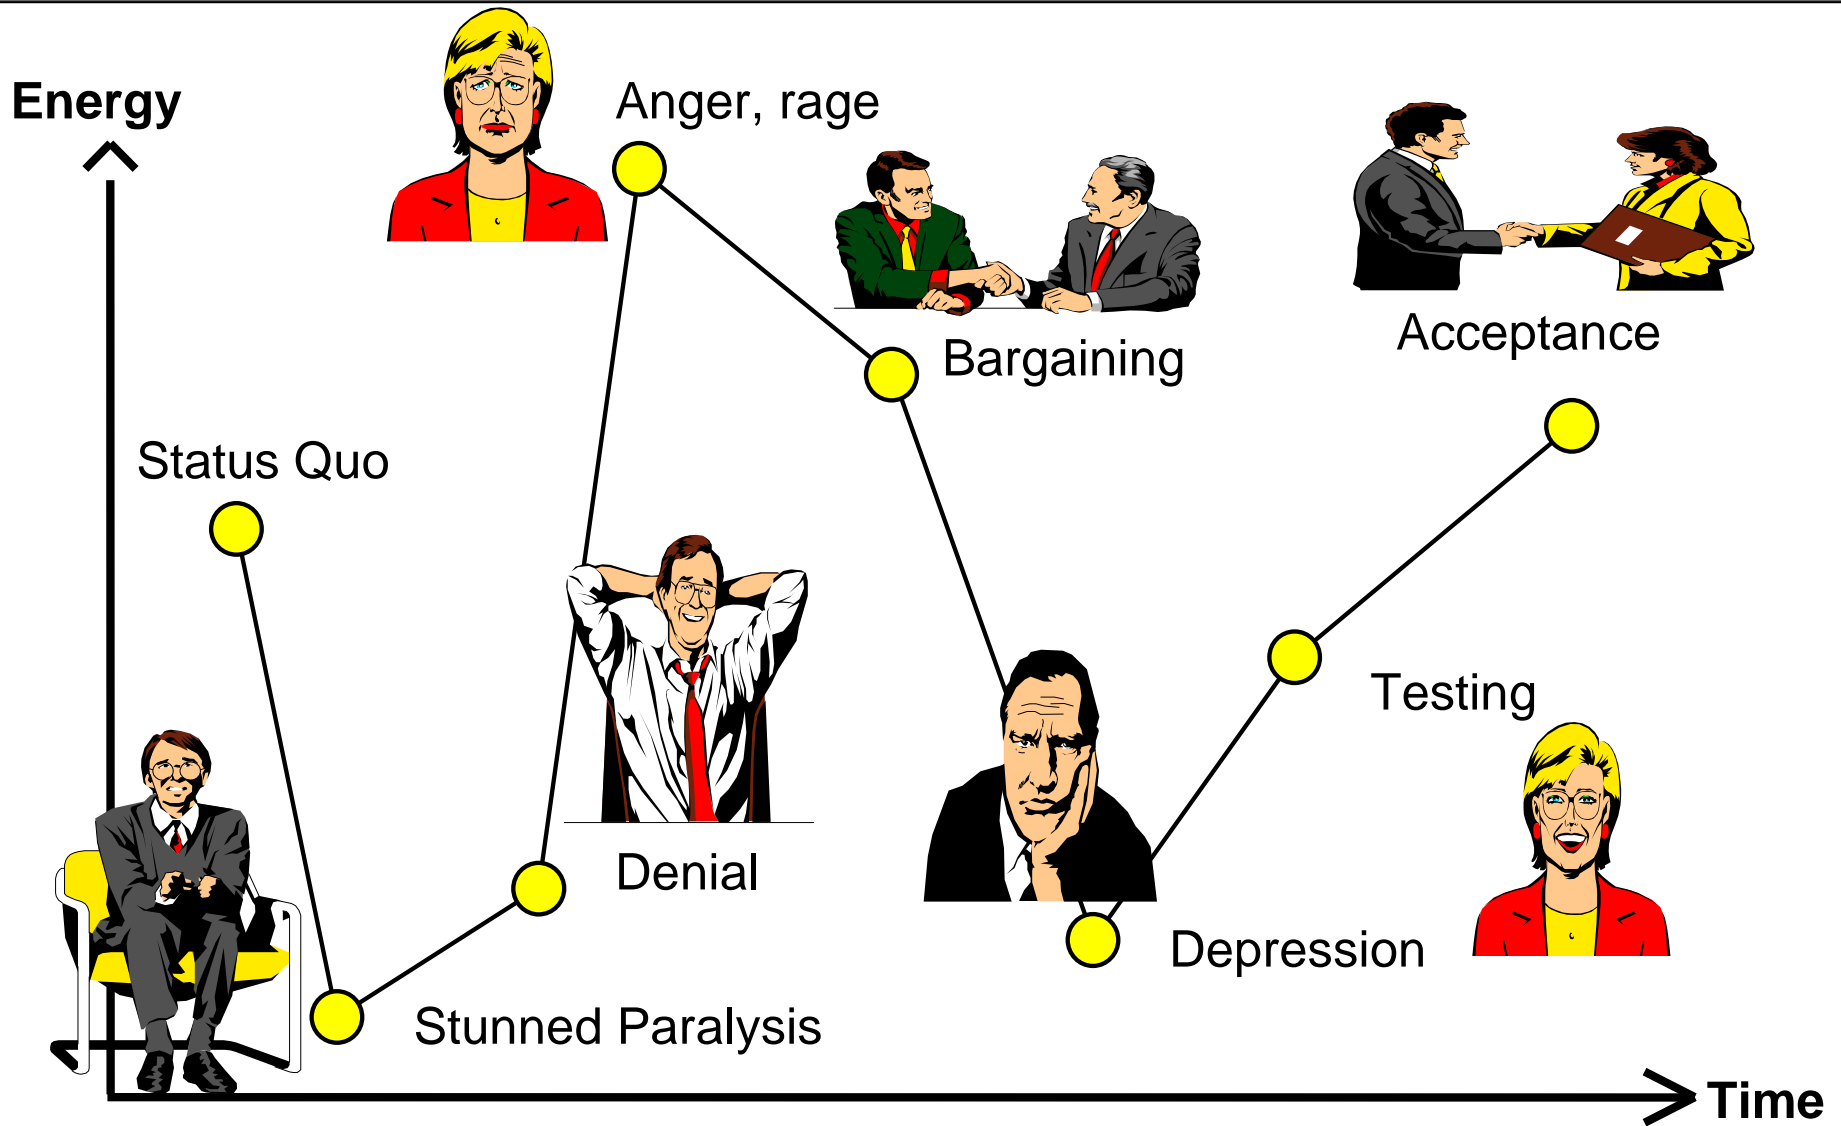 Energy
Anger, rage
Acceptance
Bargaining
Status Quo
Testing
Denial
Depression
Stunned Paralysis
Time